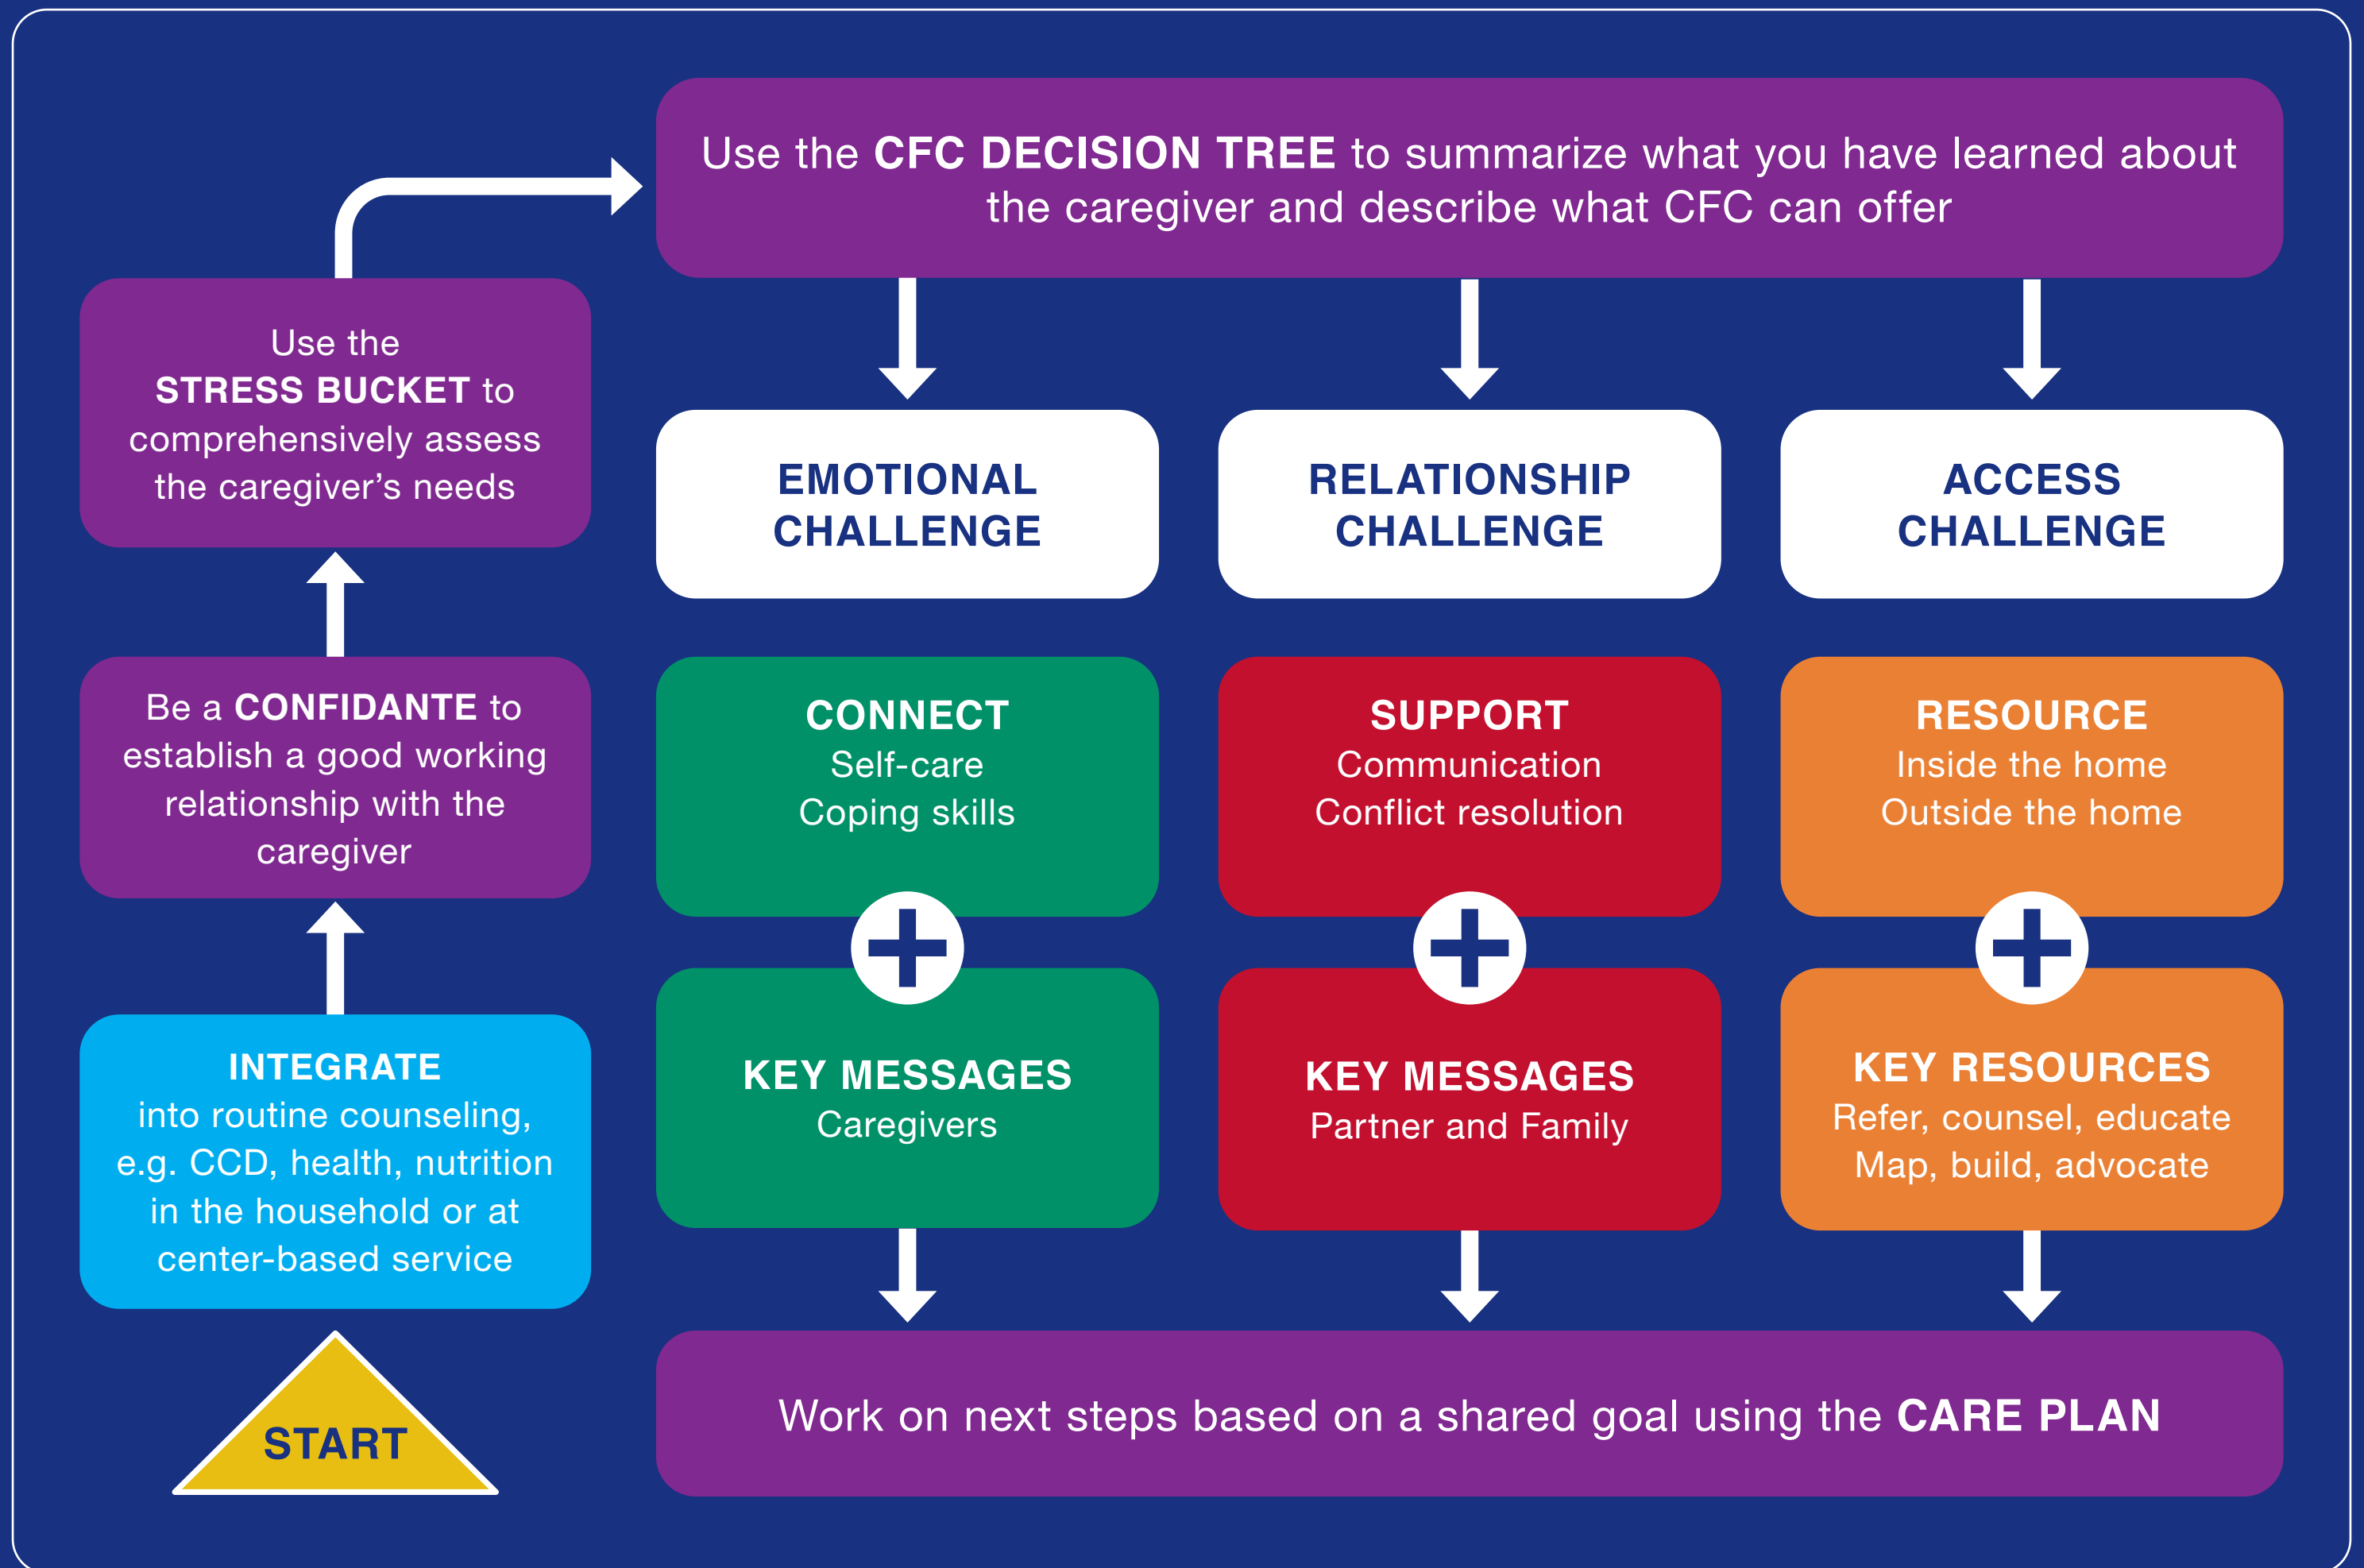 START
INTEGRATE
into routine counseling,
e.g. CCD, health, nutrition
in the household or at
center-based service
Be a CONFIDANTE to
establish a good working
relationship with the
caregiver
Use the
STRESS BUCKET to
comprehensively assess
the caregiver’s needs
Use the CFC DECISION TREE to summarize what you have learned about
the caregiver and describe what CFC can offer
EMOTIONAL
CHALLENGE
CONNECT
Self-care
Coping skills
KEY MESSAGES
Caregivers
RELATIONSHIP
CHALLENGE
SUPPORT
Communication
Conflict resolution
KEY MESSAGES
Partner and Family
ACCESS
CHALLENGE
RESOURCE
Inside the home
Outside the home
KEY RESOURCES
Refer, counsel, educate
Map, build, advocate
Work on next steps based on a shared goal using the CARE PLAN